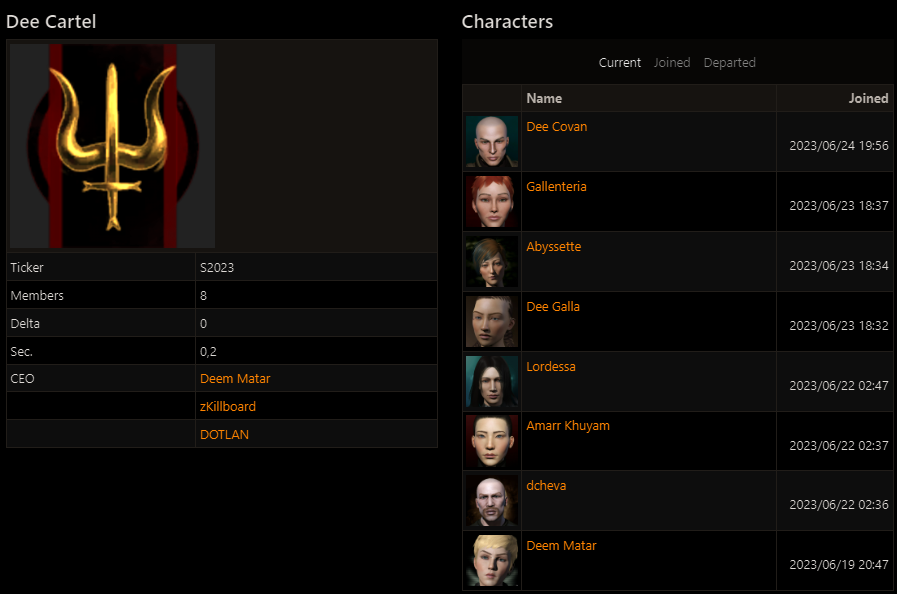 Dee Cartel
Ticker S2023
Members 8
Delta 0
Sec. 0,2
CEO Deem Matar
zKillboard
DOTLAN
Characters
Current Joined Departed
Name Joined
Dee Covan 2023/06/24 19:56
Gallenteria 2023/06/23 18:37
Abyssette 2023/06/23 18:34
Dee Galla 2023/06/23 18:32
Lordessa 2023/06/22 02:47
Amarr Khuyam 2023/06/22 02:37
dcheva 2023/06/22 02:36
Deem Matar 2023/06/19 20:47